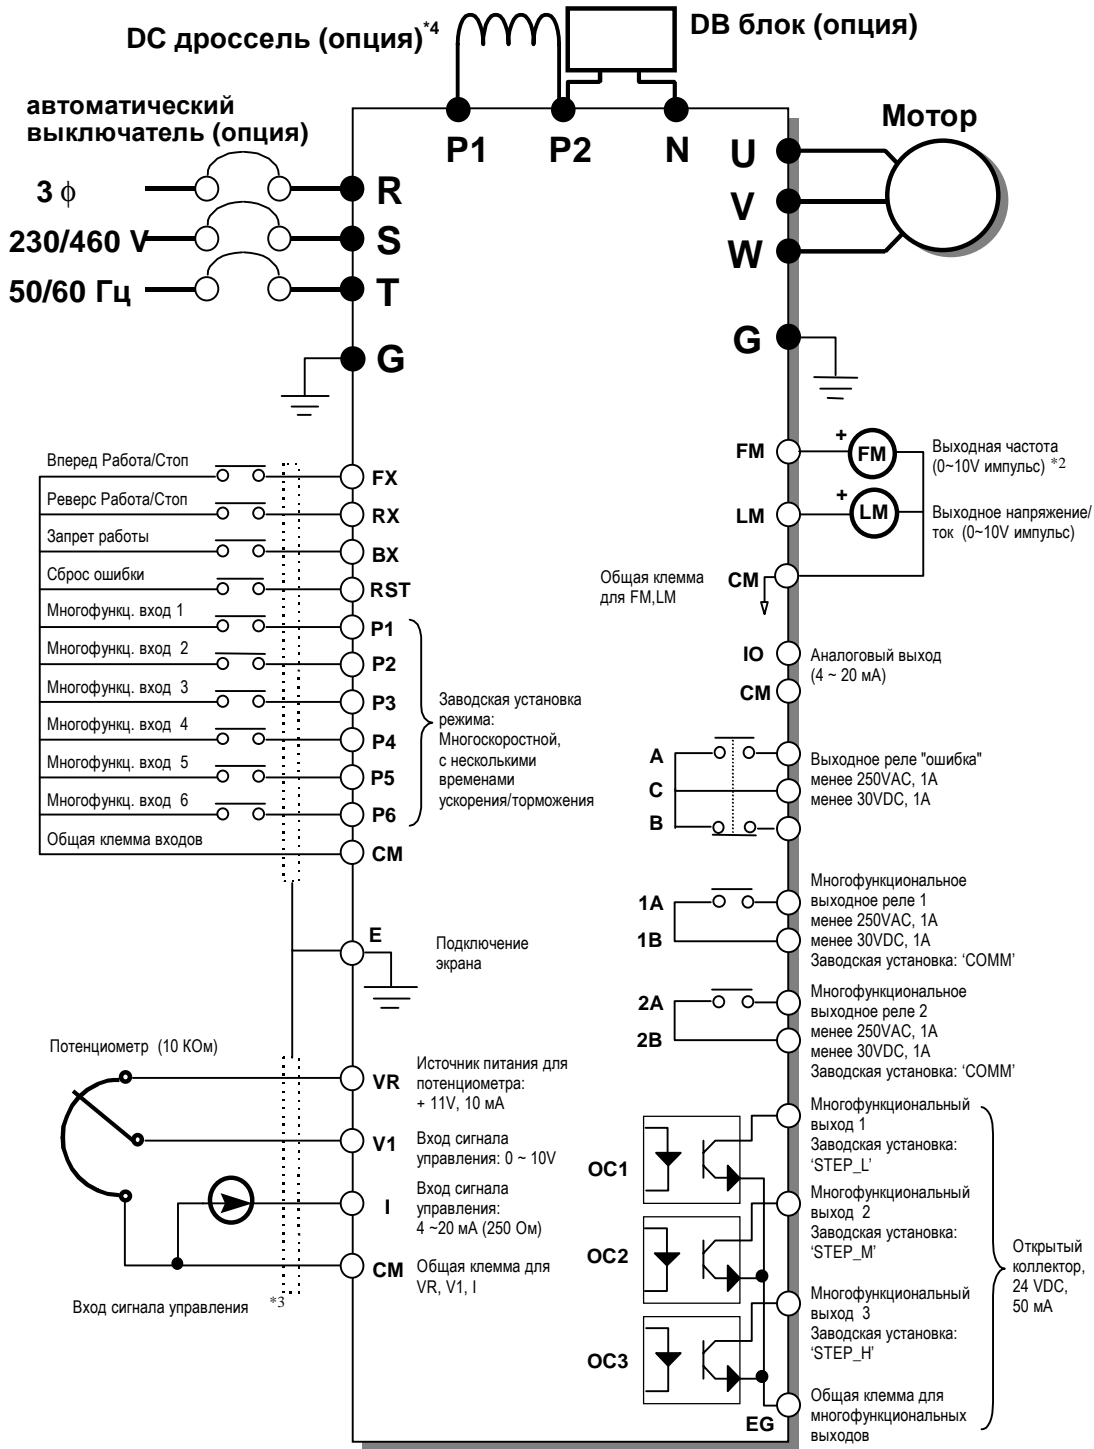 DC дроссель (опция)*4
DB блок (опция)
автоматический
выключатель (опция)
Мотор
P1
P2
N
U
V
W
3 ϕ
R
230/460 V
S
50/60 Гц
T
G
G
Вперед Работа/Стоп
FX
Реверс Работа/Стоп
RX
Запрет работы
BX
Сброс ошибки
RST
Многофункц. вход 1
P1
Многофункц. вход 2
P2
Многофункц. вход 3
P3
Многофункц. вход 4
P4
Многофункц. вход 5
P5
Многофункц. вход 6
P6
Общая клемма входов
CM
Заводская установка
режима:
Многоскоростной,
с несколькими
временами
ускорения/торможения
E
Подключение
экрана
Потенциометр (10 КОм)
VR
Источник питания для
потенциометра:
+ 11V, 10 мА
V1
Вход сигнала
управления: 0 ~ 10V
I
Вход сигнала
управления:
4 ~20 мА (250 Ом)
CM
Общая клемма для
VR, V1, I
Вход сигнала управления *3
FM
+
FM
Выходная частота
(0~10V импульс) *2
LM
+
LM
Выходное напряжение/
ток (0~10V импульс)
Общая клемма
для FM,LM
CM
IO
Аналоговый выход
(4 ~ 20 мА)
CM
A
C
B
Выходное реле "ошибка"
менее 250VAC, 1A
менее 30VDC, 1A
1A
1B
Многофункциональное
выходное реле 1
менее 250VAC, 1A
менее 30VDC, 1A
Заводская установка: ‘COMM’
2A
2B
Многофункциональное
выходное реле 2
менее 250VAC, 1A
менее 30VDC, 1A
Заводская установка: ‘COMM’
OC1
Многофункциональный
выход 1
Заводская установка:
‘STEP_L’
OC2
Многофункциональный
выход 2
Заводская установка:
‘STEP_M’
OC3
Многофункциональный
выход 3
Заводская установка:
‘STEP_H’
EG
Общая клемма для
многофункциональных
выходов
Открытый
коллектор,
24 VDC,
50 мА